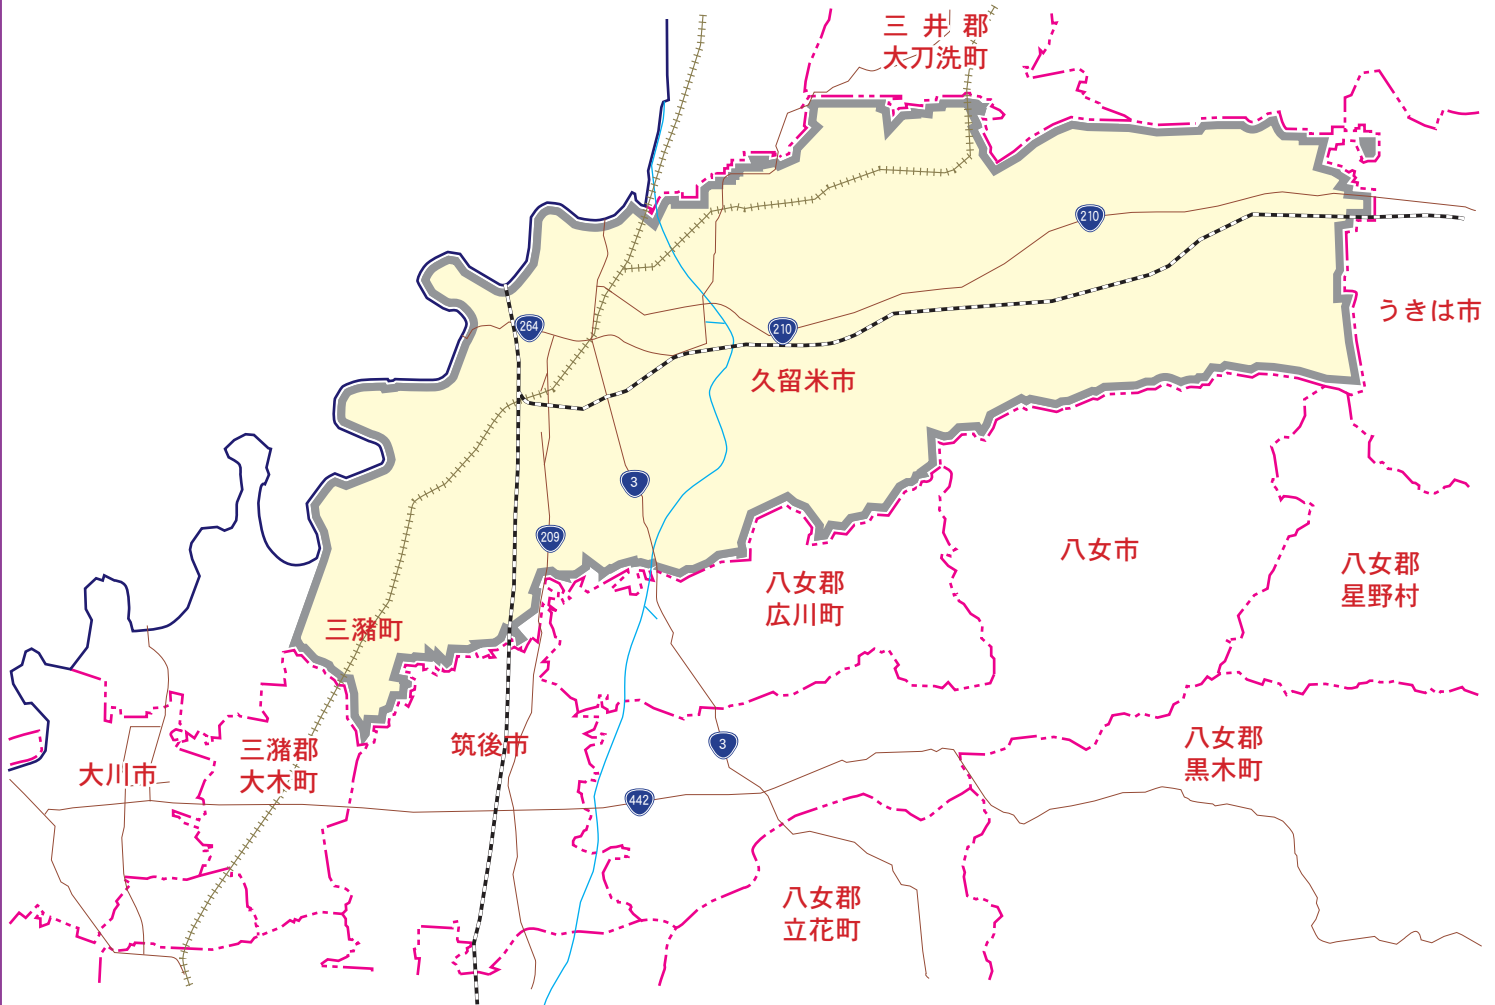 三井郡
大刀洗町
210
うきは市
264
210
久留米市
3
209
八女市
八女郡
星野村
八女郡
広川町
三潴町
筑後市
3
八女郡
黒木町
三潴郡
大木町
大川市
442
八女郡
立花町